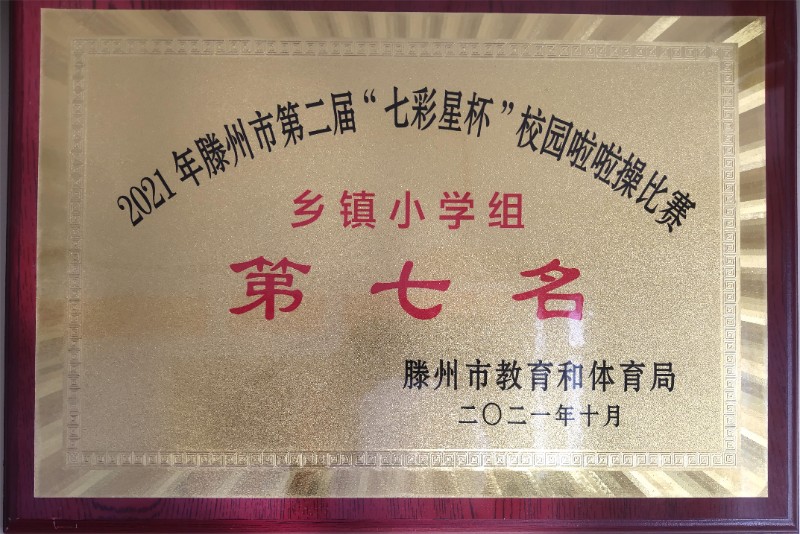 2021年滕州市第二届“七彩星杯”校园啦啦操比赛
乡镇小学组
第七名
滕州市教育和体育局
二〇二一年十月